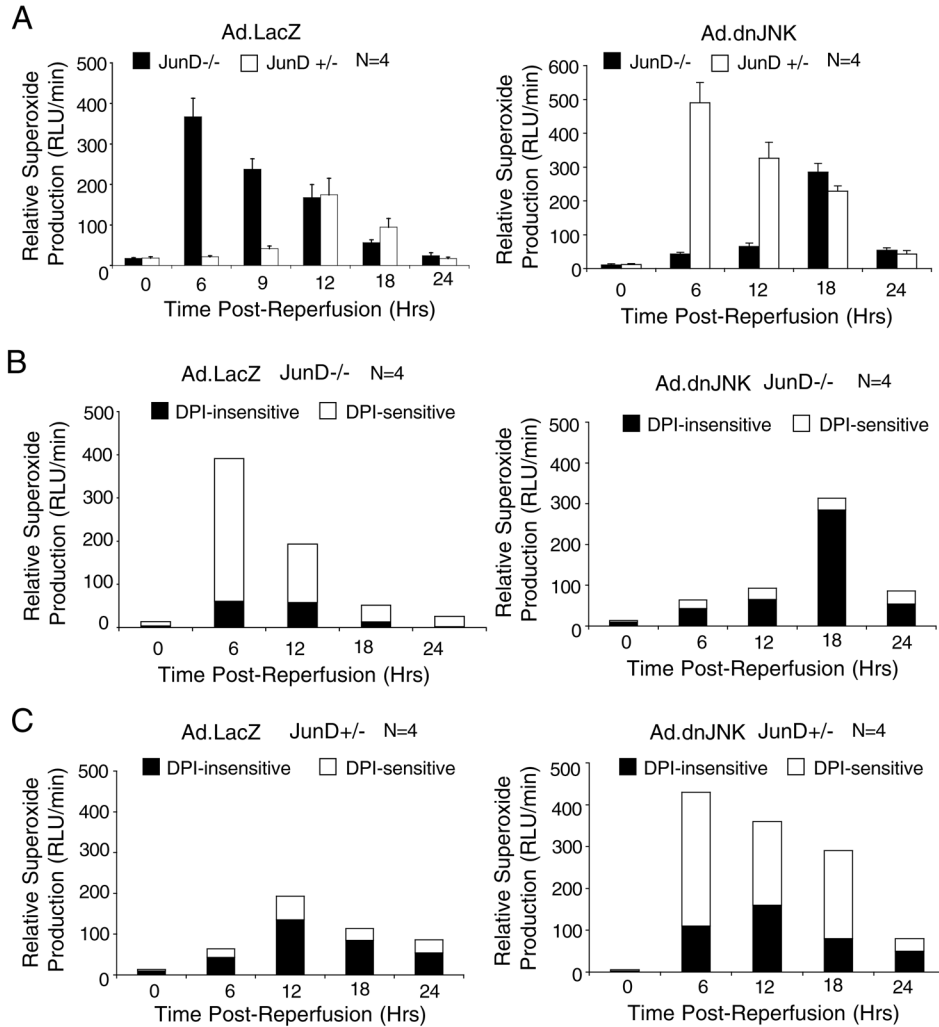 A
Ad.LacZ
JunD-/- JunD +/- N=4
Relative Superoxide
Production (RLU/min)
500
400
300
200
100
0
0 6 9 12 18 24
Time Post-Reperfusion (Hrs)
Ad.dnJNK
JunD-/- JunD +/- N=4
Relative Superoxide
Production (RLU/min)
600
500
400
300
200
100
0
0 6 12 18 24
Time Post-Reperfusion (Hrs)
B
Ad.LacZ JunD-/- N=4
DPI-insensitive DPI-sensitive
Relative Superoxide
Production (RLU/min)
500
400
300
200
100
0
0 6 12 18 24
Time Post-Reperfusion (Hrs)
Ad.dnJNK JunD-/- N=4
DPI-insensitive DPI-sensitive
Relative Superoxide
Production (RLU/min)
500
400
300
200
100
0
0 6 12 18 24
Time Post-Reperfusion (Hrs)
C
Ad.LacZ JunD+/- N=4
DPI-insensitive DPI-sensitive
Relative Superoxide
Production (RLU/min)
500
400
300
200
100
0
0 6 12 18 24
Time Post-Reperfusion (Hrs)
Ad.dnJNK JunD+/- N=4
DPI-insensitive DPI-sensitive
Relative Superoxide
Production (RLU/min)
500
400
300
200
100
0
0 6 12 18 24
Time Post-Reperfusion (Hrs)